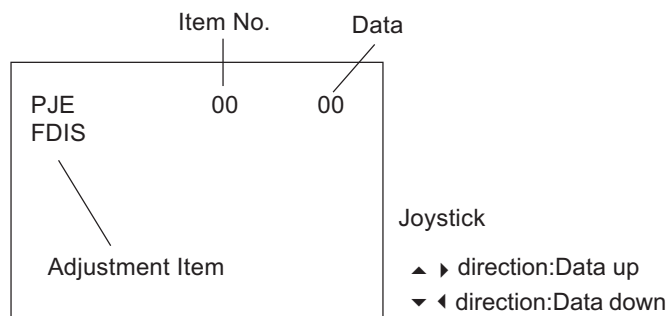 Item No. Data
PJE 00 00
FDIS
Adjustment Item
Joystick
▲ ▶ direction:Data up
▼ ◀ direction:Data down